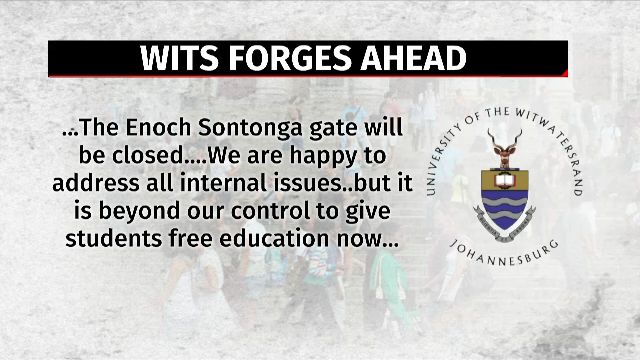 WITS FORGES AHEAD
...The Enoch Sontonga gate will
be closed....We are happy to
address all internal issues..but it
is beyond our control to give
students free education now...
UNIVERSITY OF THE WITWATERSRAND
JOHANNESBURG